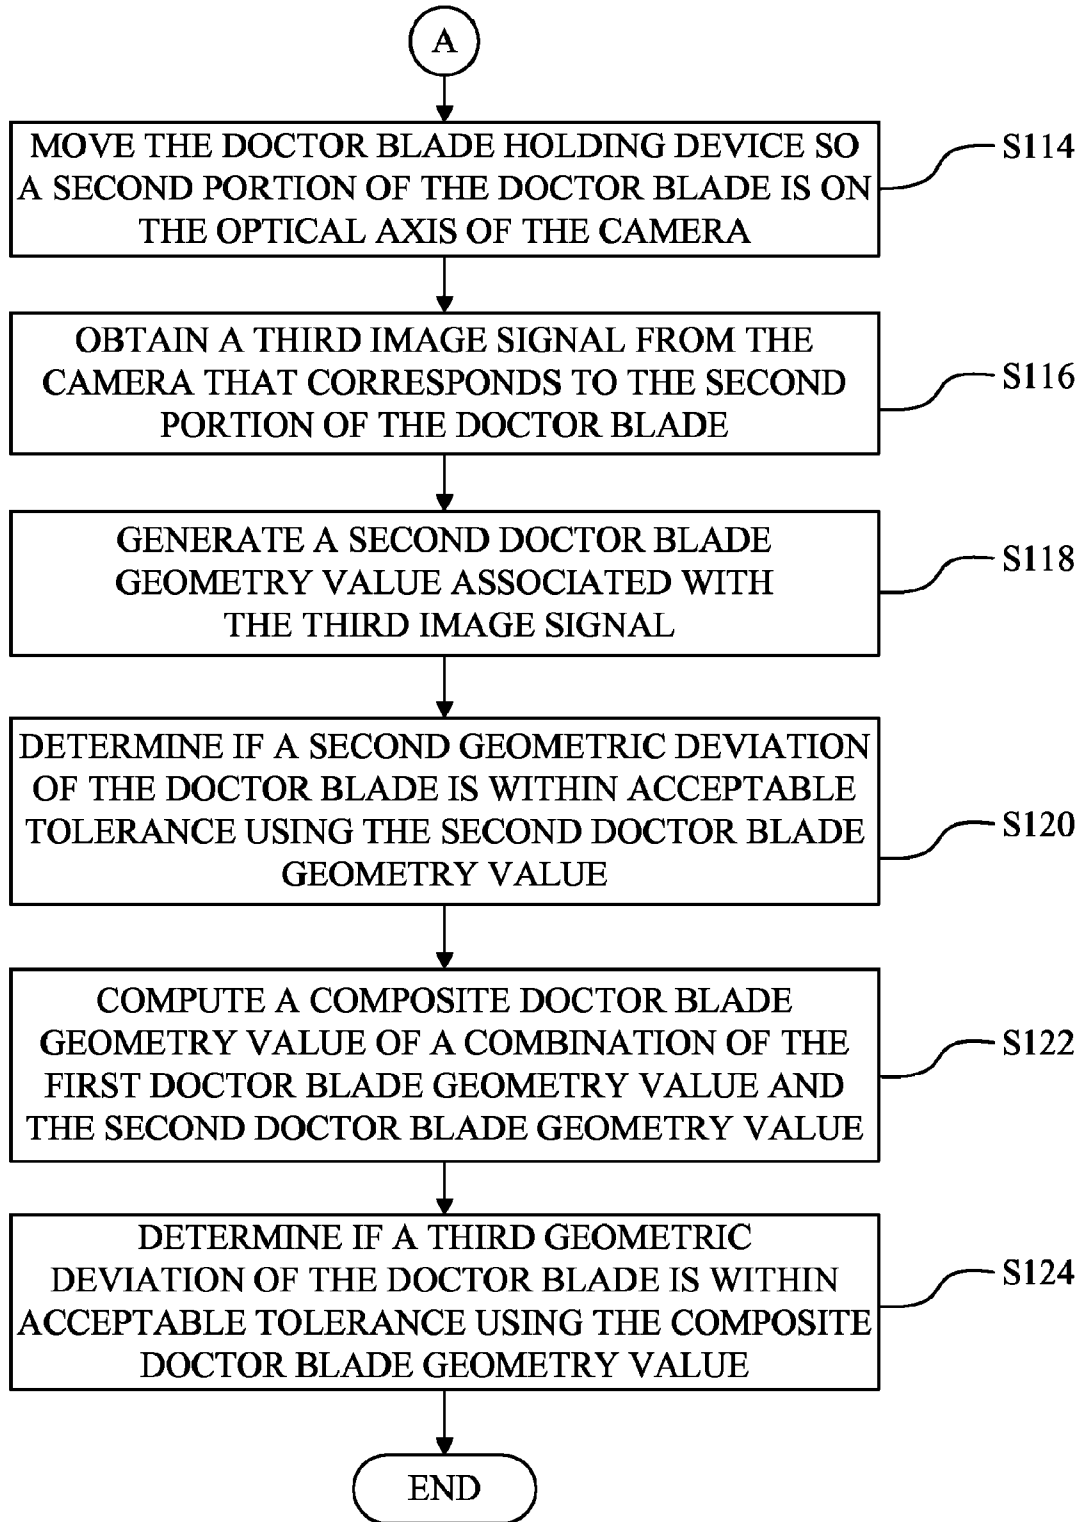 A
MOVE THE DOCTOR BLADE HOLDING DEVICE SO
A SECOND PORTION OF THE DOCTOR BLADE IS ON
THE OPTICAL AXIS OF THE CAMERA
S114
OBTAIN A THIRD IMAGE SIGNAL FROM THE
CAMERA THAT CORRESPONDS TO THE SECOND
PORTION OF THE DOCTOR BLADE
S116
GENERATE A SECOND DOCTOR BLADE
GEOMETRY VALUE ASSOCIATED WITH
THE THIRD IMAGE SIGNAL
S118
DETERMINE IF A SECOND GEOMETRIC DEVIATION
OF THE DOCTOR BLADE IS WITHIN ACCEPTABLE
TOLERANCE USING THE SECOND DOCTOR BLADE
GEOMETRY VALUE
S120
COMPUTE A COMPOSITE DOCTOR BLADE
GEOMETRY VALUE OF A COMBINATION OF THE
FIRST DOCTOR BLADE GEOMETRY VALUE AND
THE SECOND DOCTOR BLADE GEOMETRY VALUE
S122
DETERMINE IF A THIRD GEOMETRIC
DEVIATION OF THE DOCTOR BLADE IS WITHIN
ACCEPTABLE TOLERANCE USING THE COMPOSITE
DOCTOR BLADE GEOMETRY VALUE
S124
END